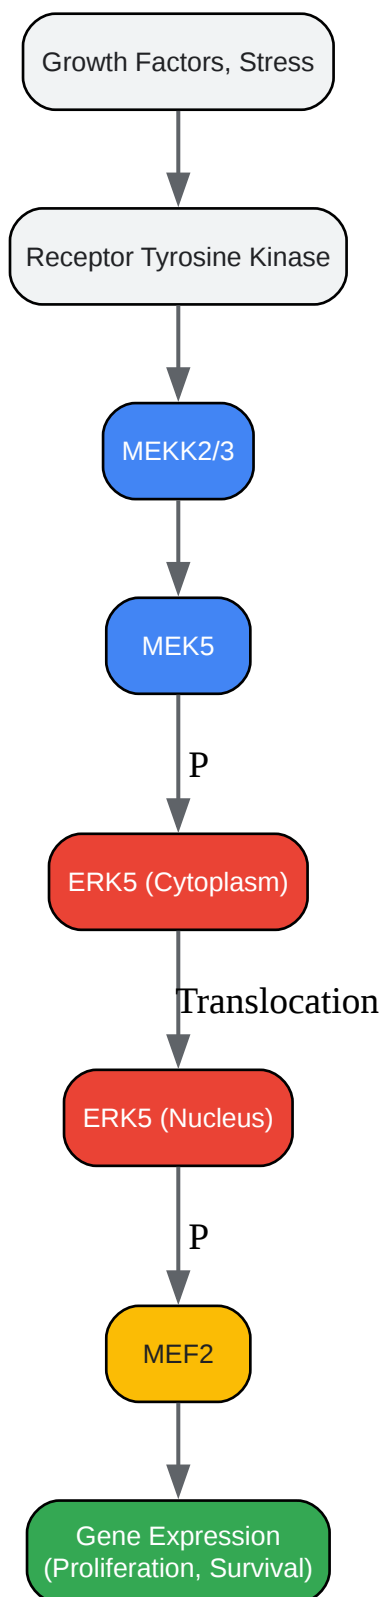 Growth Factors, Stress
Receptor Tyrosine Kinase
MEKK2/3
MEK5
P
ERK5 (Cytoplasm)
Translocation
ERK5 (Nucleus)
P
MEF2
Gene Expression
(Proliferation, Survival)